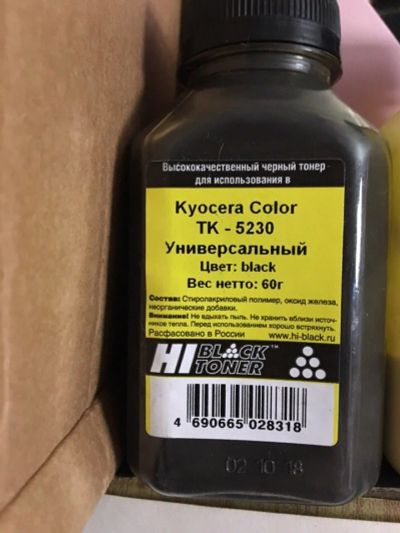 Высококачественный черный тонер
для использования в
Kyocera Color
TK - 5230
Универсальный
Цвет: black
Вес нетто: 60г
Состав: Стиролакриловый полимер, оксид железа,
неорганические добавки.
Внимание! Не вдыхать пыль. Не хранить вблизи источ-
ников тепла. Перед использованием хорошо встряхнуть.
Расфасовано в России
www.hi-black.ru
HI BLACK TONER™
4 690665 028318
02 10 18